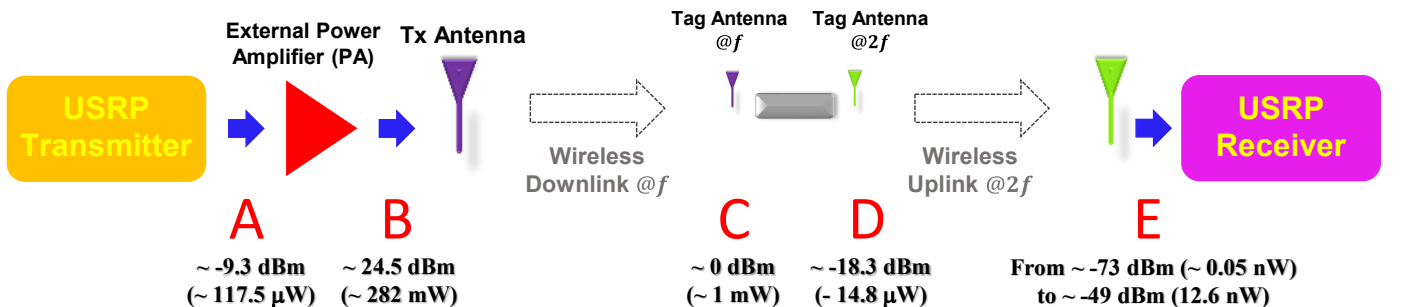 External Power
Amplifier (PA)
Tx Antenna
Tag Antenna
@f
Tag Antenna
@2f
USRP
Transmitter
Wireless
Downlink @f
Wireless
Uplink @2f
USRP
Receiver
A
B
C
D
E
~ -9.3 dBm
(~ 117.5 μW)
~ 24.5 dBm
(~ 282 mW)
~ 0 dBm
(~ 1 mW)
~ -18.3 dBm
(- 14.8 μW)
From ~ -73 dBm (~ 0.05 nW)
to ~ -49 dBm (12.6 nW)